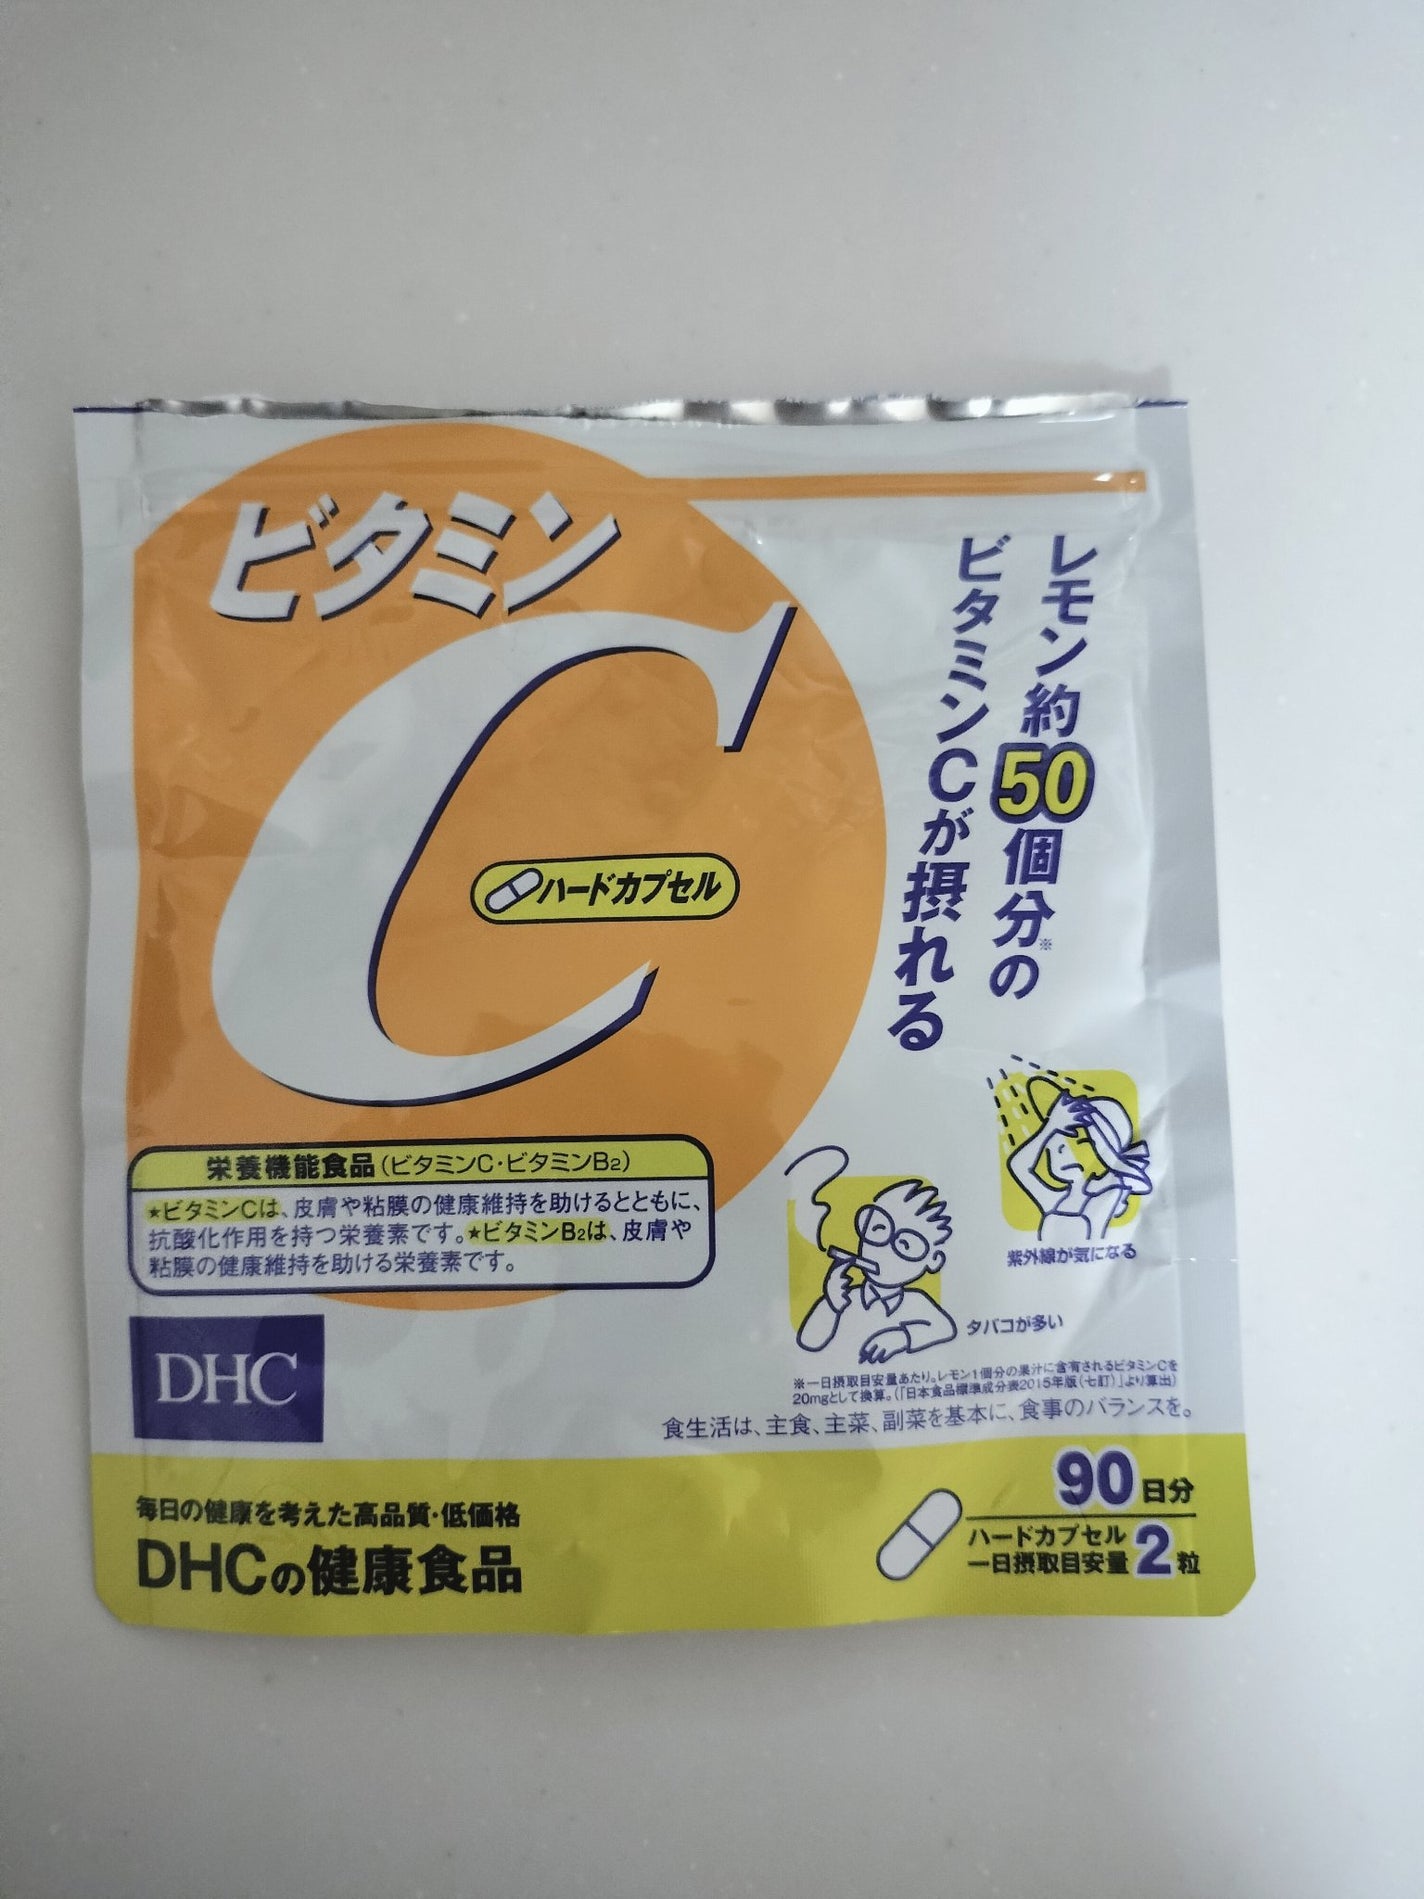 ビタミン
C
ハードカプセル
レモン約50個分※の
ビタミンCが摂れる
紫外線が気になる
タバコが多い
栄養機能食品(ビタミンC・ビタミンB2)
★ビタミンCは、皮膚や粘膜の健康維持を助けるとともに、
抗酸化作用を持つ栄養素です。★ビタミンB2は、皮膚や
粘膜の健康維持を助ける栄養素です。
DHC
※一日摂取目安量あたり。レモン1個分の果汁に含有されるビタミンCを
20mgとして換算。(「日本食品標準成分表2015年版(七訂)」より算出)
食生活は、主食、主菜、副菜を基本に、食事のバランスを。
毎日の健康を考えた高品質・低価格
DHCの健康食品
90日分
ハードカプセル
一日摂取目安量 2粒